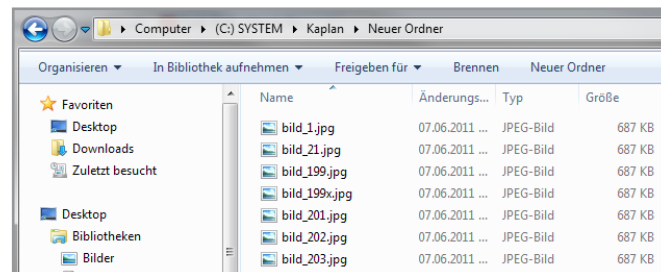 Computer ▸ (C:) SYSTEM ▸ Kaplan ▸ Neuer Ordner
Organisieren In Bibliothek aufnehmen Freigeben für Brennen Neuer Ordner
Name Änderungs... Typ Größe
Favoriten
Desktop
Downloads
Zuletzt besucht
Desktop
Bibliotheken
Bilder
bild_1.jpg 07.06.2011 ... JPEG-Bild 687 KB
bild_21.jpg 07.06.2011 ... JPEG-Bild 687 KB
bild_199.jpg 07.06.2011 ... JPEG-Bild 687 KB
bild_199x.jpg 07.06.2011 ... JPEG-Bild 687 KB
bild_201.jpg 07.06.2011 ... JPEG-Bild 687 KB
bild_202.jpg 07.06.2011 ... JPEG-Bild 687 KB
bild_203.jpg 07.06.2011 ... JPEG-Bild 687 KB